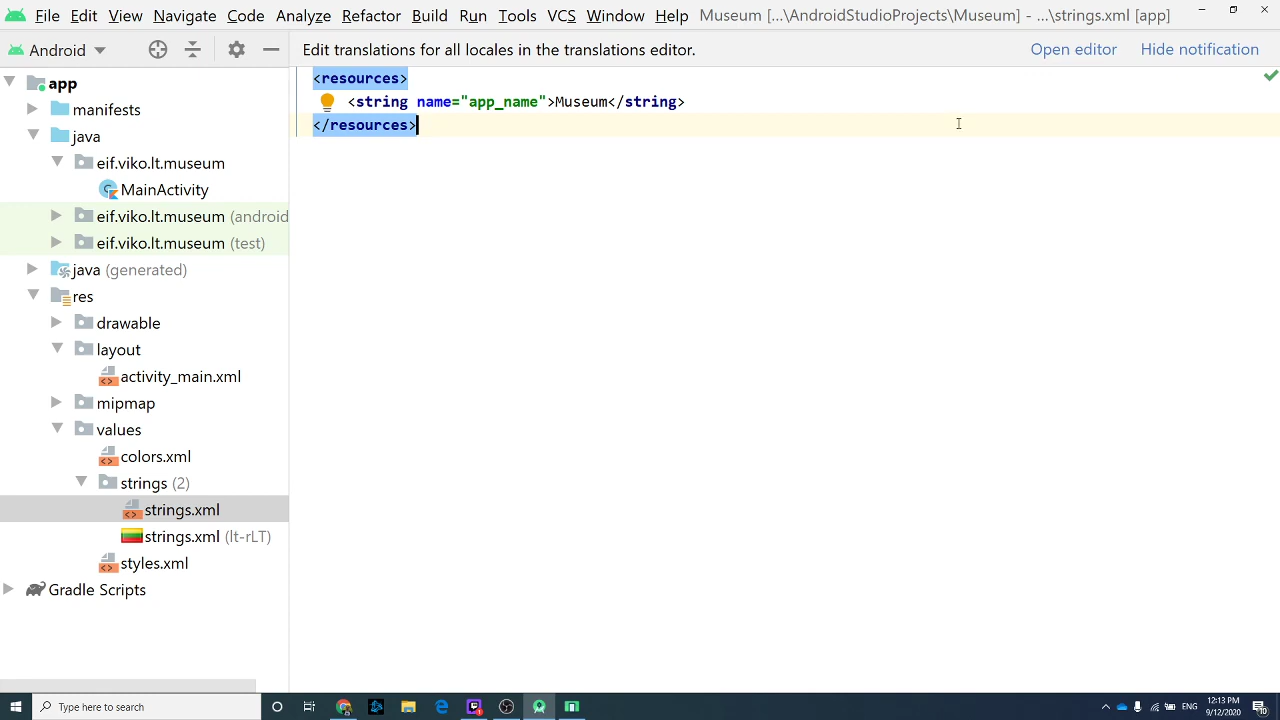 File Edit View Navigate Code Analyze Refactor Build Run Tools VCS Window Help Museum [...\AndroidStudioProjects\Museum] - ...\strings.xml [app]
Android
Edit translations for all locales in the translations editor. Open editor Hide notification
app
manifests
java
eif.viko.lt.museum
MainActivity
eif.viko.lt.museum (android
eif.viko.lt.museum (test)
java (generated)
res
drawable
layout
activity_main.xml
mipmap
values
colors.xml
strings (2)
strings.xml
strings.xml (lt-rLT)
styles.xml
Gradle Scripts
<resources>
<string name="app_name">Museum</string>
</resources>
Type here to search
ENG
12:13 PM
9/12/2020